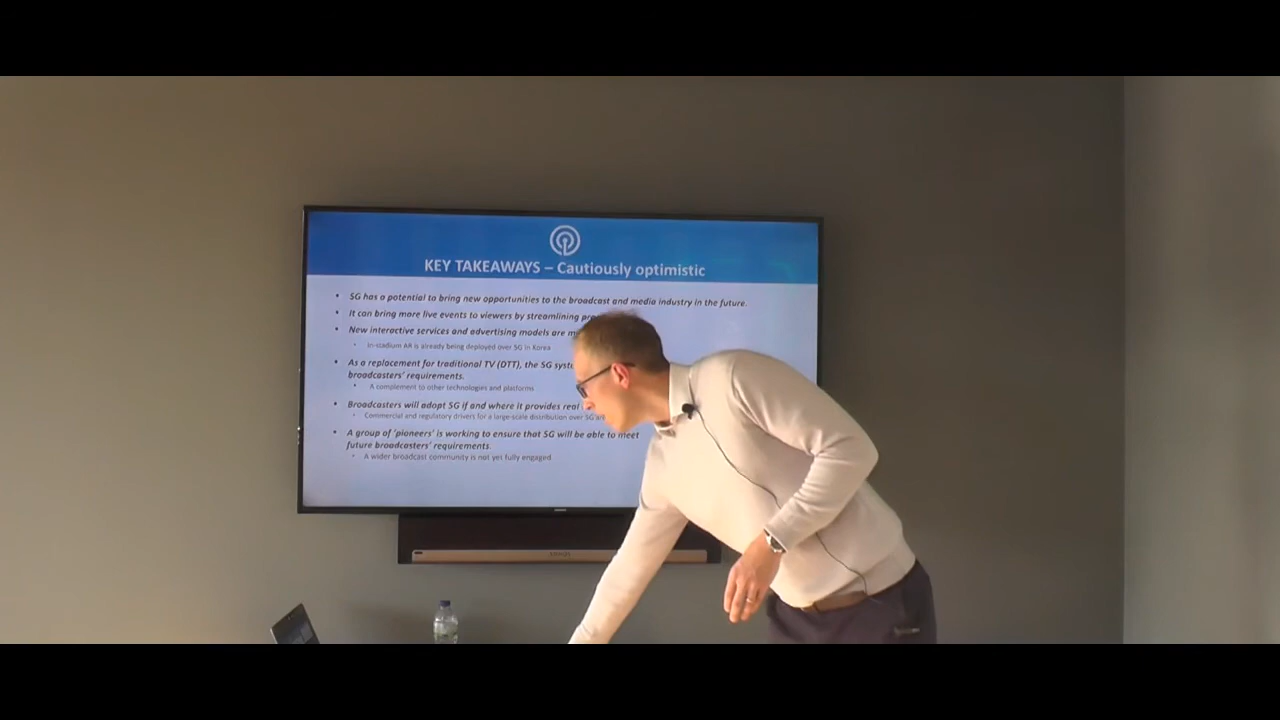 KEY TAKEAWAYS – Cautiously optimistic
• 5G has a potential to bring new opportunities to the broadcast and media industry in the future.
• It can bring more live events to viewers by streamlining
• New interactive services and advertising models are
• In-stadium AR is already being deployed over 5G in Korea
• As a replacement for traditional TV (DTT), the 5G
broadcasters' requirements.
• A complement to other technologies and platforms
• Broadcasters will adopt 5G if and where it provides real
• Commercial and regulatory drivers for a large-scale distribution over 5G
• A group of 'pioneers' is working to ensure that 5G will be able to meet
future broadcasters' requirements.
• A wider broadcast community is not yet fully engaged